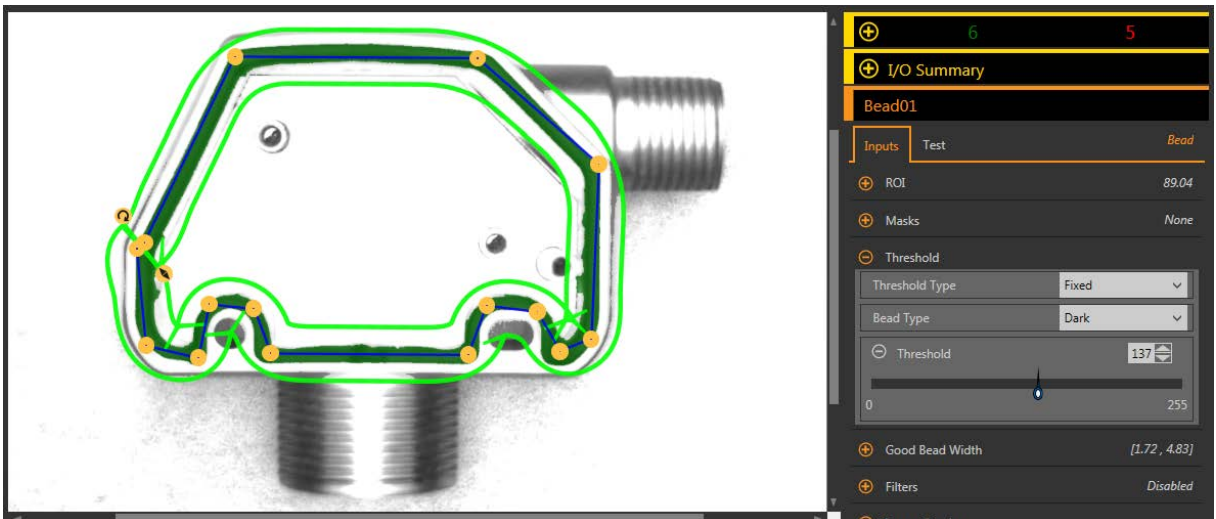 6 5
I/O Summary
Bead01
Inputs Test Bead
ROI 89.04
Masks None
Threshold
Threshold Type Fixed
Bead Type Dark
Threshold 137
0 255
Good Bead Width [1.72 , 4.83]
Filters Disabled